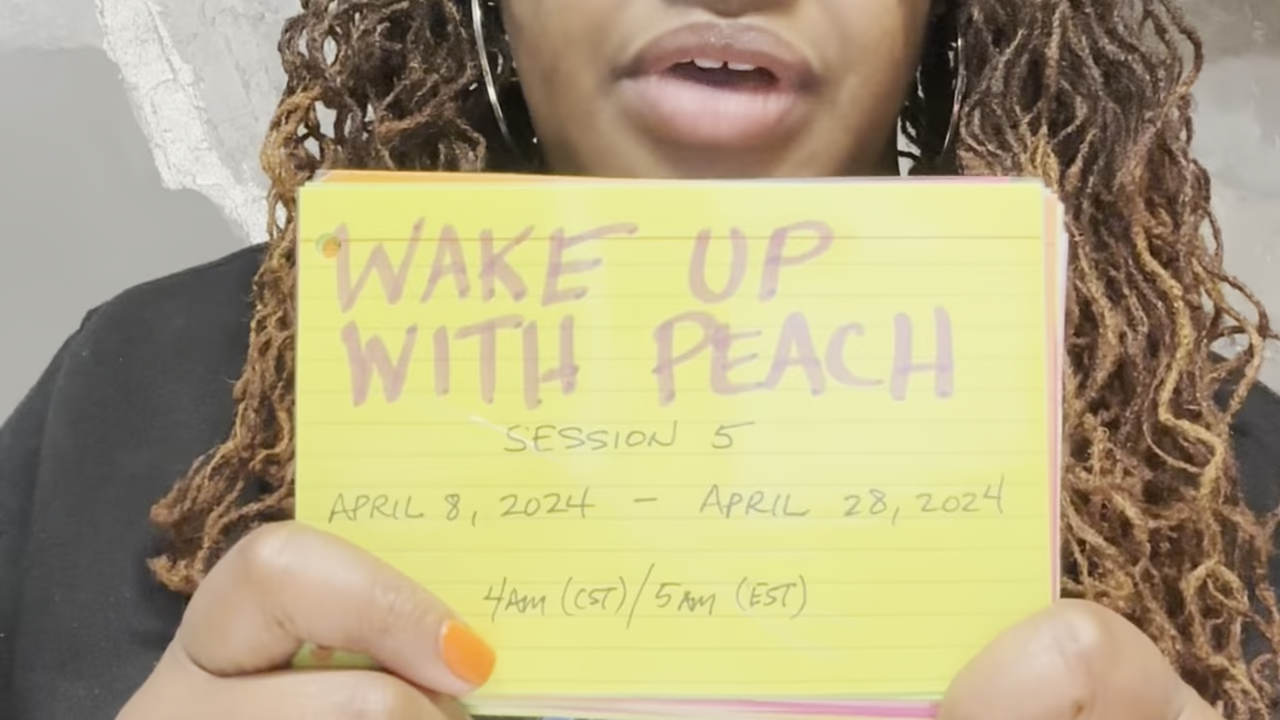 WAKE UP
WITH PEACH
SESSION 5
APRIL 8, 2024 - APRIL 28, 2024
4AM (CST)/5AM (EST)